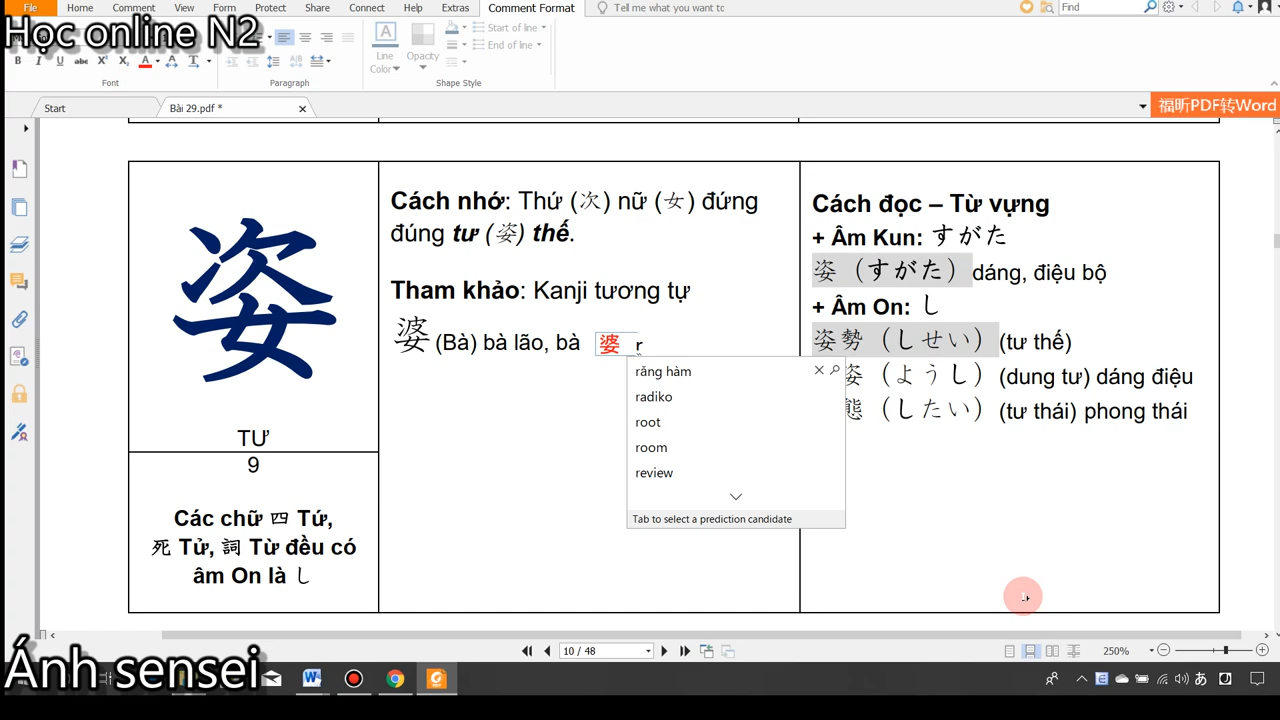 File Home Comment View Form Protect Share Connect Help Extras Comment Format Tell me what you want to Find
Học online N2
B I U abc X² X₂ A A T
Line Color
Opacity
Start of line
End of line
Font Paragraph Shape Style
Start Bài 29.pdf *
福昕PDF转Word
姿
TƯ
9
Các chữ 四 Tứ,
死 Tử, 詞 Từ đều có
âm On là し
Cách nhớ: Thứ (次) nữ (女) đứng
đúng tư (姿) thế.
Tham khảo: Kanji tương tự
婆 (Bà) bà lão, bà 婆 r
răng hàm
radiko
root
room
review
Tab to select a prediction candidate
Cách đọc – Từ vựng
+ Âm Kun: すがた
姿（すがた）dáng, điệu bộ
+ Âm On: し
姿勢（しせい）(tư thế)
姿（ようし）(dung tư) dáng điệu
態（したい）(tư thái) phong thái
10 / 48
250%
Ánh sensei
あ